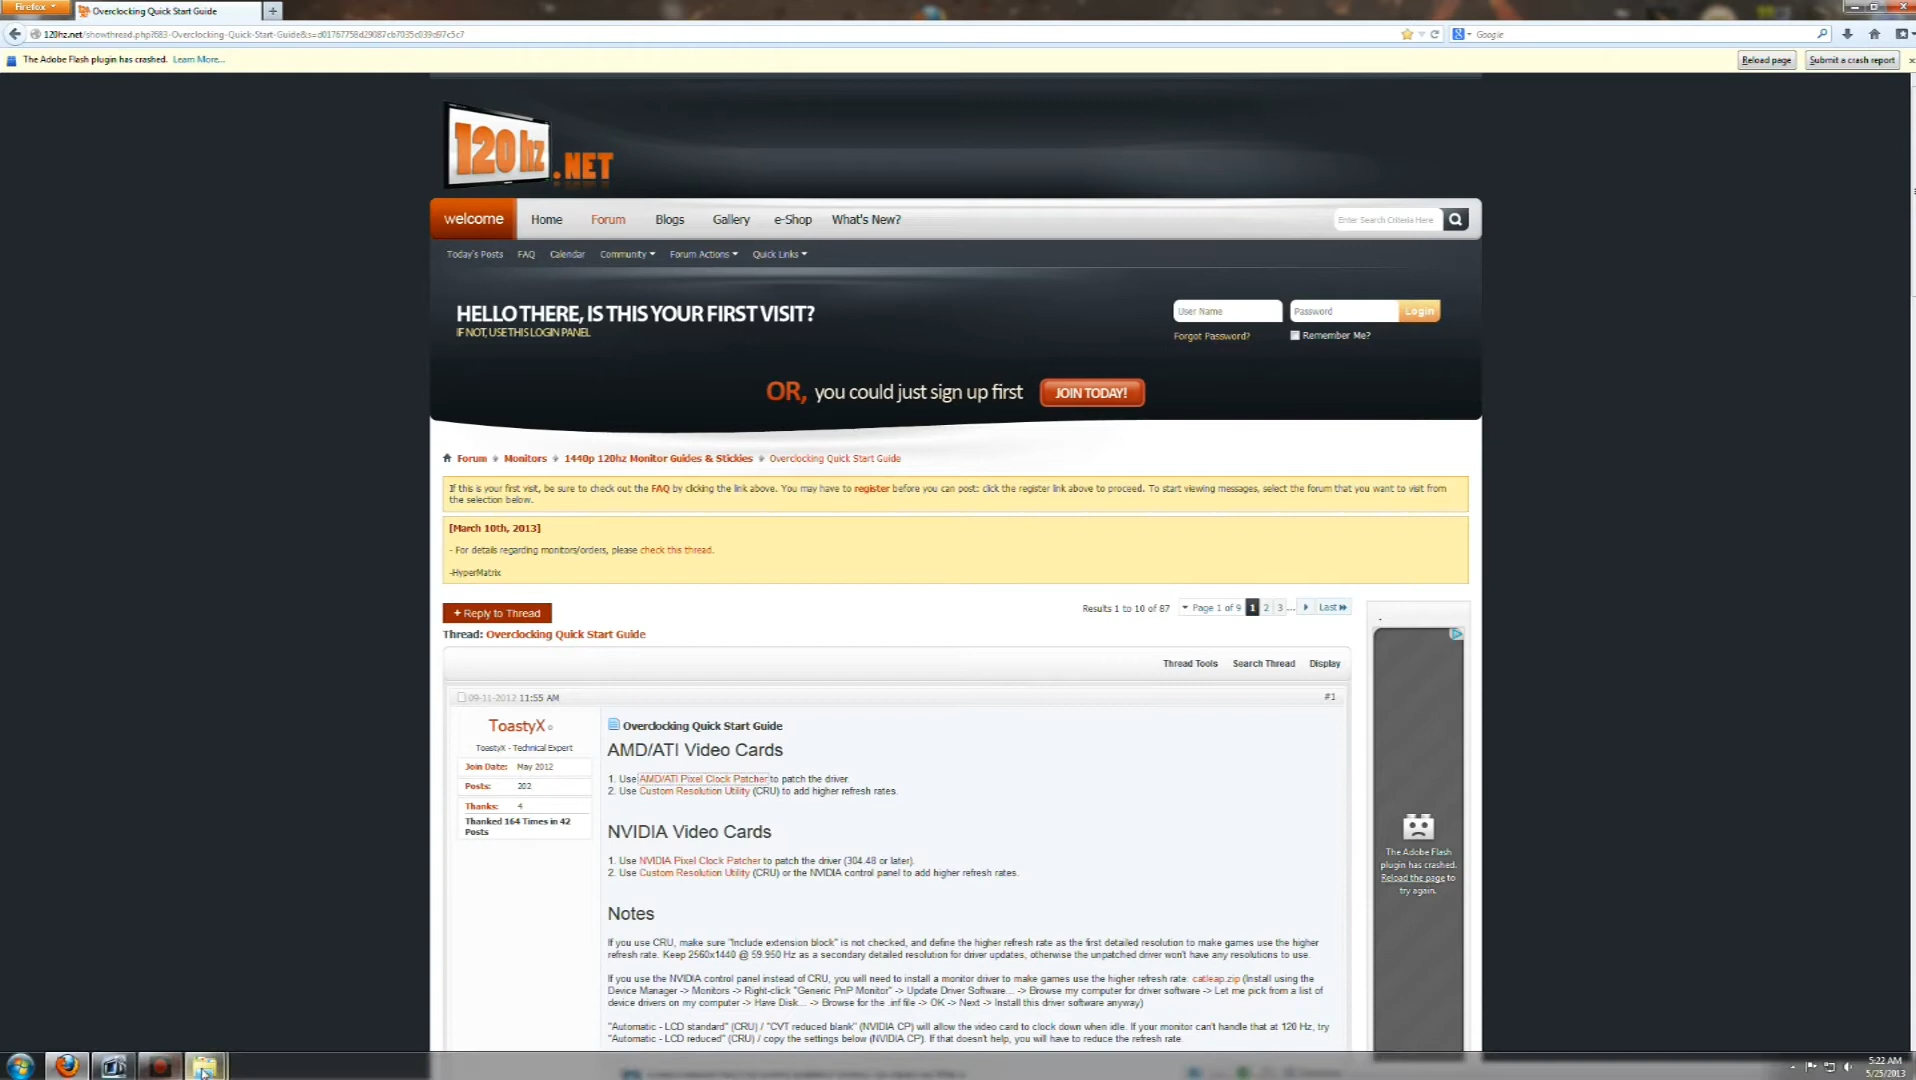 Firefox
Overclocking Quick Start Guide
120hz.net/showthread.php?683-Overclocking-Quick-Start-Guide&s=d01767758d29087cb7035c039d97c5c7
Google
The Adobe Flash plugin has crashed. Learn More...
Reload page
Submit a crash report
120hz.NET
welcome
Home
Forum
Blogs
Gallery
e-Shop
What's New?
Enter Search Criteria Here
Today's Posts
FAQ
Calendar
Community
Forum Actions
Quick Links
HELLO THERE, IS THIS YOUR FIRST VISIT?
IF NOT, USE THIS LOGIN PANEL
User Name
Password
Login
Forgot Password?
Remember Me?
OR, you could just sign up first
JOIN TODAY!
Forum
Monitors
1440p 120hz Monitor Guides & Stickies
Overclocking Quick Start Guide
If this is your first visit, be sure to check out the FAQ by clicking the link above. You may have to register before you can post: click the register link above to proceed. To start viewing messages, select the forum that you want to visit from
the selection below.
[March 10th, 2013]
- For details regarding monitors/orders, please check this thread.
-HyperMatrix
+ Reply to Thread
Results 1 to 10 of 87
Page 1 of 9
1
2
3
...
Last
Thread: Overclocking Quick Start Guide
Thread Tools
Search Thread
Display
09-11-2012 11:55 AM
#1
ToastyX
ToastyX - Technical Expert
Join Date: May 2012
Posts: 202
Thanks: 4
Thanked 164 Times in 42
Posts
Overclocking Quick Start Guide
AMD/ATI Video Cards
1. Use AMD/ATI Pixel Clock Patcher to patch the driver.
2. Use Custom Resolution Utility (CRU) to add higher refresh rates.
NVIDIA Video Cards
1. Use NVIDIA Pixel Clock Patcher to patch the driver (304.48 or later).
2. Use Custom Resolution Utility (CRU) or the NVIDIA control panel to add higher refresh rates.
Notes
If you use CRU, make sure "Include extension block" is not checked, and define the higher refresh rate as the first detailed resolution to make games use the higher
refresh rate. Keep 2560x1440 @ 59.950 Hz as a secondary detailed resolution for driver updates, otherwise the unpatched driver won't have any resolutions to use.
If you use the NVIDIA control panel instead of CRU, you will need to install a monitor driver to make games use the higher refresh rate: catleap.zip (Install using the
Device Manager -> Monitors -> Right-click "Generic PnP Monitor" -> Update Driver Software... -> Browse my computer for driver software -> Let me pick from a list of
device drivers on my computer -> Have Disk... -> Browse for the .inf file -> OK -> Next -> Install this driver software anyway)
"Automatic - LCD standard" (CRU) / "CVT reduced blank" (NVIDIA CP) will allow the video card to clock down when idle. If your monitor can't handle that at 120 Hz, try
"Automatic - LCD reduced" (CRU) / copy the settings below (NVIDIA CP). If that doesn't help, you will have to reduce the refresh rate.
The Adobe Flash
plugin has crashed.
Reload the page to
try again.
5:22 AM
5/25/2013